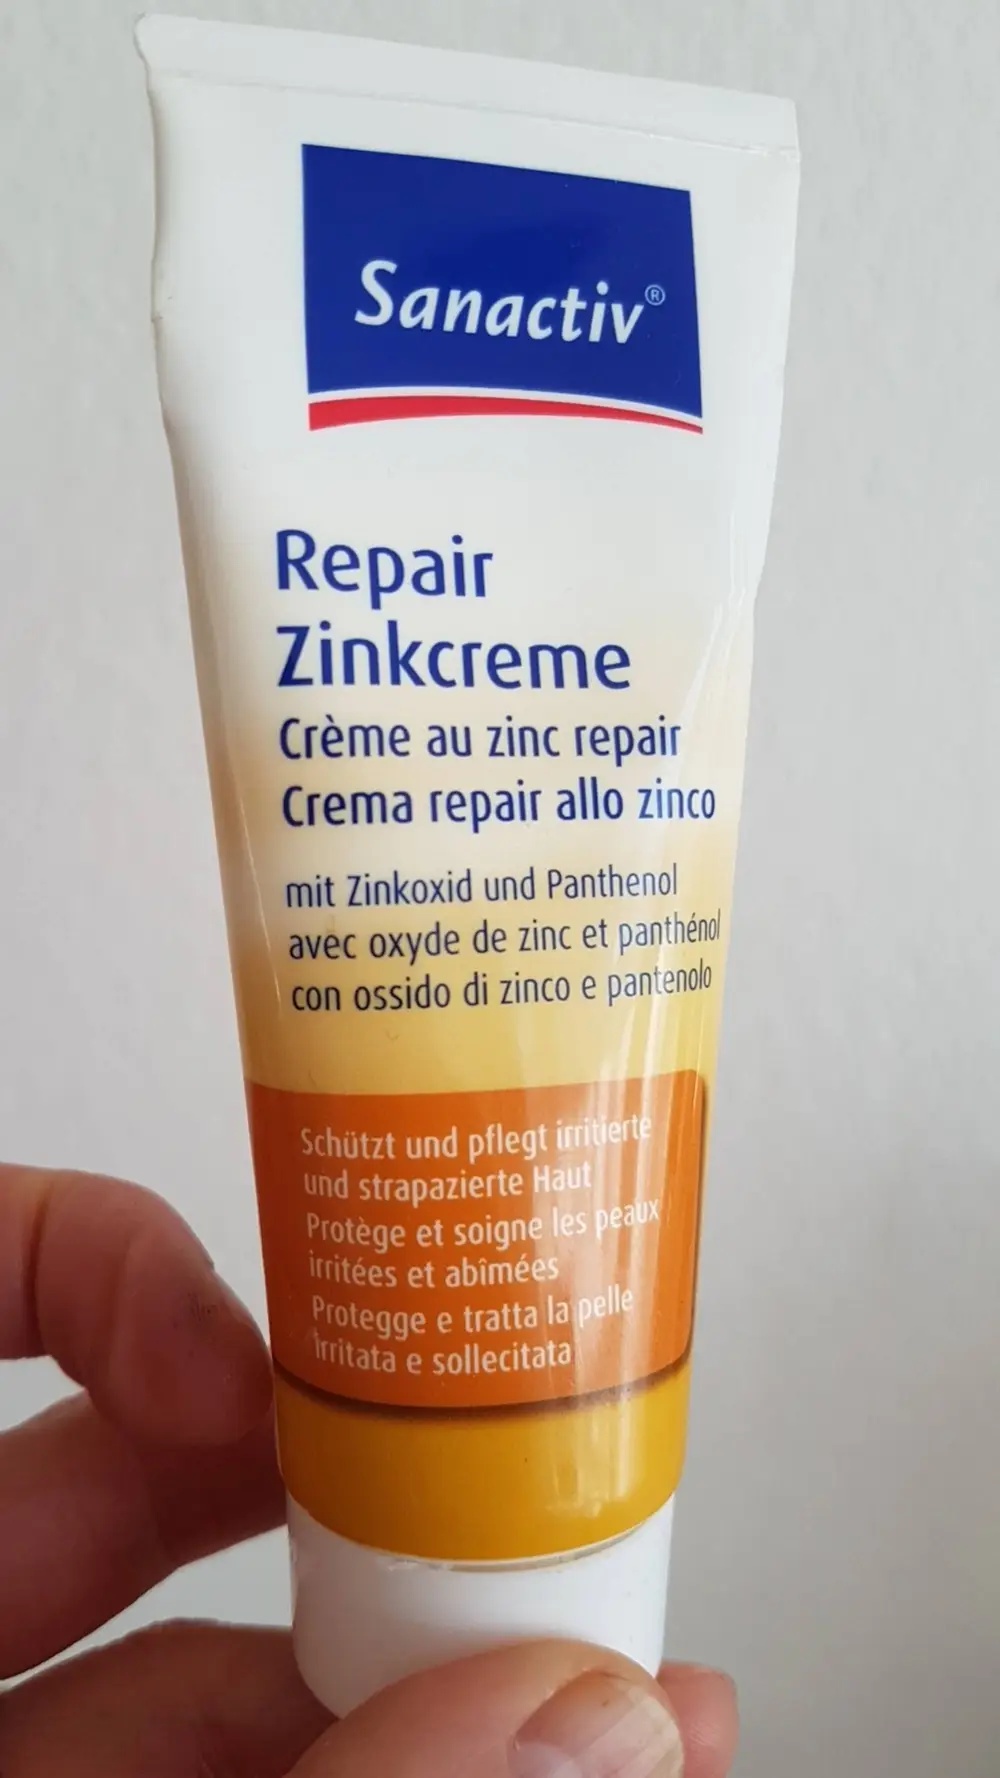 Sanactiv®
Repair
Zinkcreme
Crème au zinc repair
Crema repair allo zinco
mit Zinkoxid und Panthenol
avec oxyde de zinc et panthénol
con ossido di zinco e pantenolo
Schützt und pflegt irritierte
und strapazierte Haut
Protège et soigne les peaux
irritées et abîmées
Protegge e tratta la pelle
irritata e sollecitata